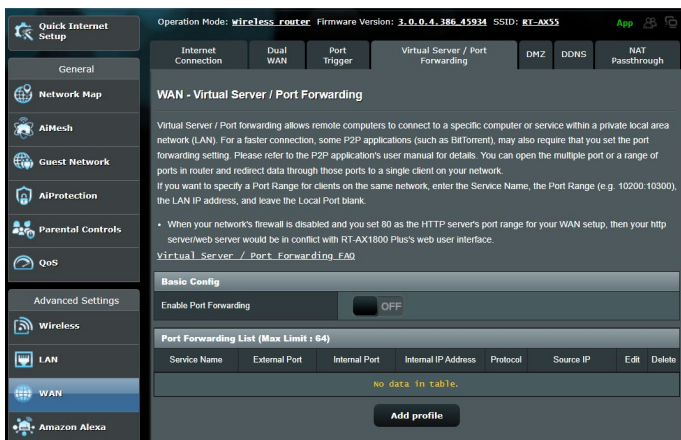 Quick Internet
Setup
General
Network Map
AiMesh
Guest Network
AiProtection
Parental Controls
QoS
Advanced Settings
Wireless
LAN
WAN
Amazon Alexa
Operation Mode: Wireless router Firmware Version: 3.0.0.4.386_45934 SSID: RT-AX55 App
Internet
Connection
Dual
WAN
Port
Trigger
Virtual Server / Port
Forwarding
DMZ
DDNS
NAT
Passthrough
WAN - Virtual Server / Port Forwarding
Virtual Server / Port forwarding allows remote computers to connect to a specific computer or service within a private local area
network (LAN). For a faster connection, some P2P applications (such as BitTorrent), may also require that you set the port
forwarding setting. Please refer to the P2P application's user manual for details. You can open the multiple port or a range of
ports in router and redirect data through those ports to a single client on your network.
If you want to specify a Port Range for clients on the same network, enter the Service Name, the Port Range (e.g. 10200:10300),
the LAN IP address, and leave the Local Port blank.
• When your network's firewall is disabled and you set 80 as the HTTP server's port range for your WAN setup, then your http
server/web server would be in conflict with RT-AX1800 Plus's web user interface.
Virtual Server / Port Forwarding FAQ
Basic Config
Enable Port Forwarding OFF
Port Forwarding List (Max Limit : 64)
Service Name External Port Internal Port Internal IP Address Protocol Source IP Edit Delete
No data in table.
Add profile